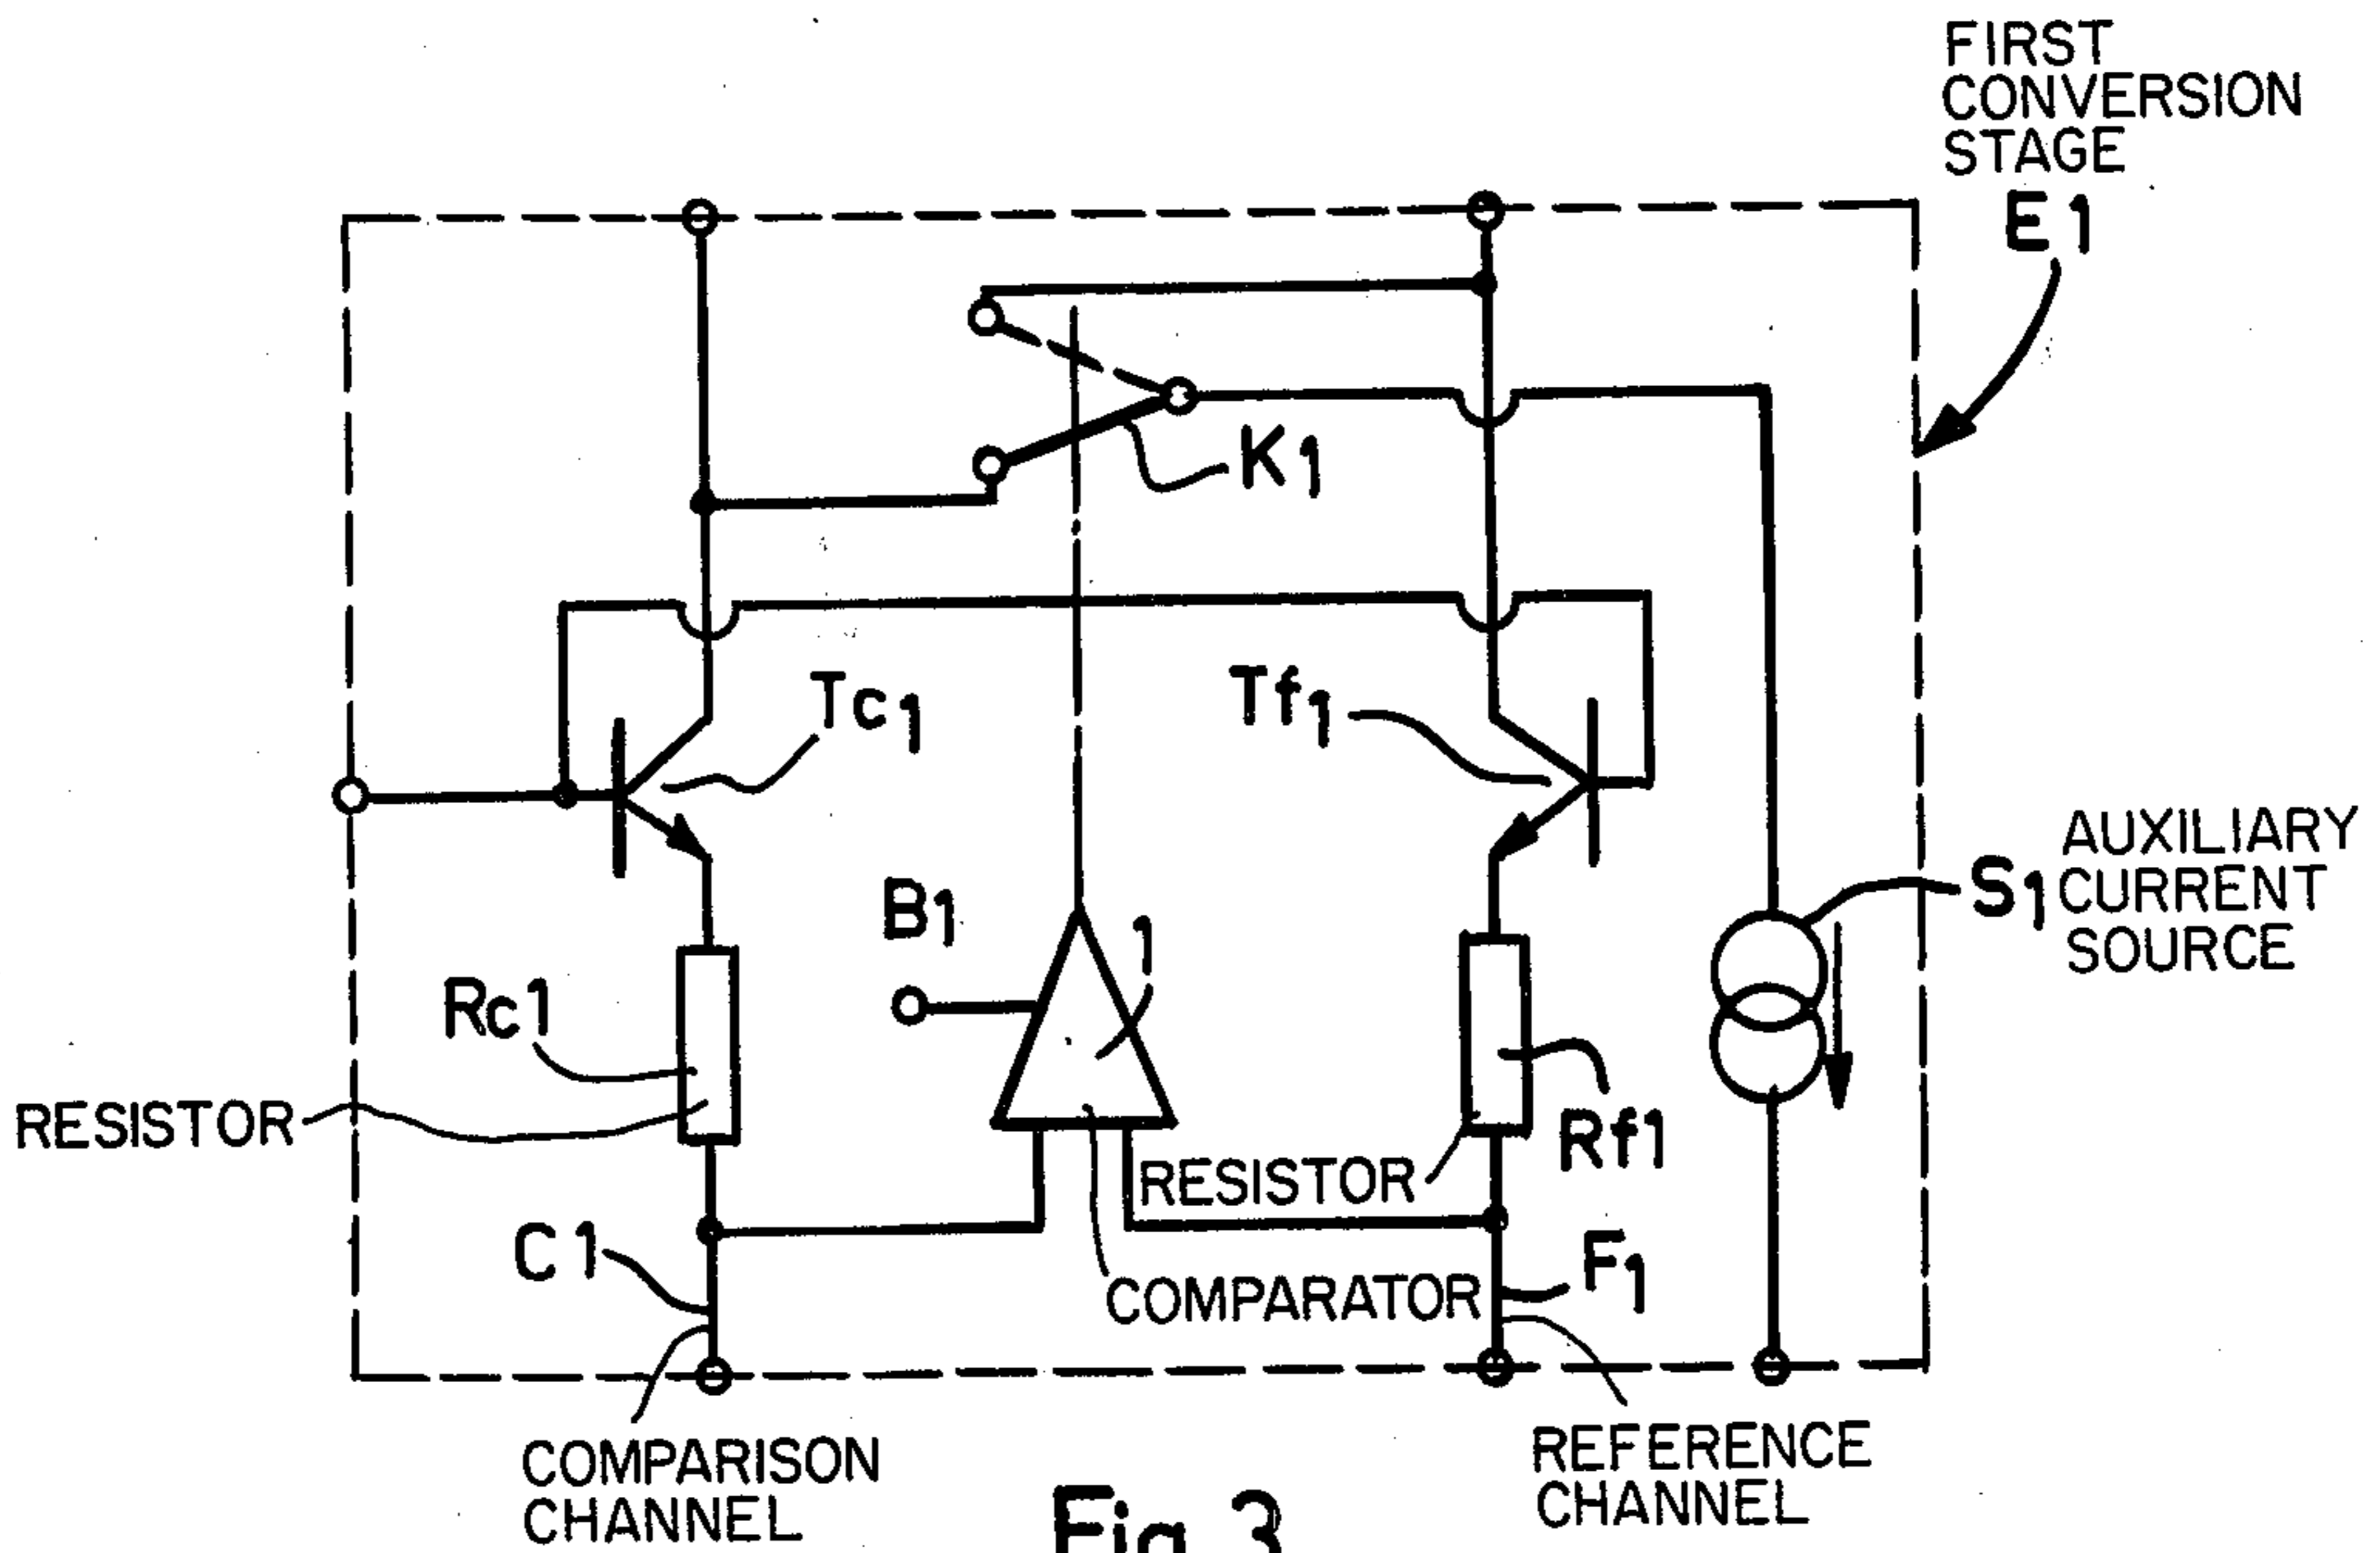 FIRST
CONVERSION
STAGE
E1
K1
Tc1
Tf1
AUXILIARY
S1 CURRENT
SOURCE
B1
1
Rc1
RESISTOR
Rf1
RESISTOR
C1
F1
COMPARATOR
COMPARISON
CHANNEL
REFERENCE
CHANNEL
Fig. 3